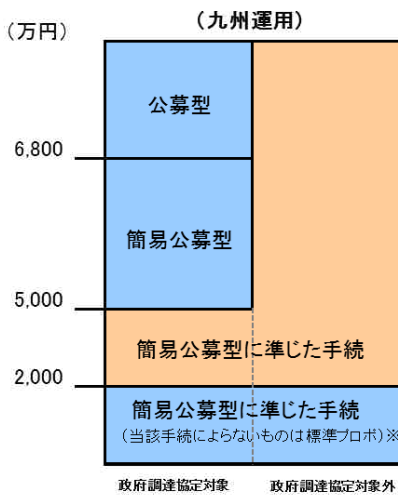 （九州運用）
（万円）
公募型
6,800
簡易公募型
5,000
簡易公募型に準じた手続
2,000
簡易公募型に準じた手続
（当該手続によらないものは標準プロポ）※
政府調達協定対象
政府調達協定対象外